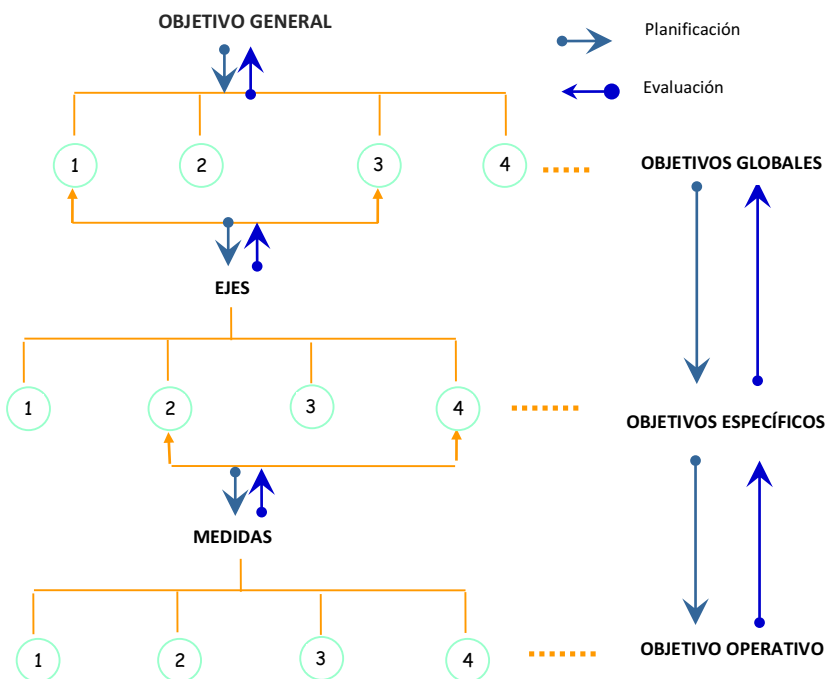 OBJETIVO GENERAL
Planificación
Evaluación
1 2 3 4 OBJETIVOS GLOBALES
EJES
1 2 3 4 OBJETIVOS ESPECÍFICOS
MEDIDAS
1 2 3 4 OBJETIVO OPERATIVO